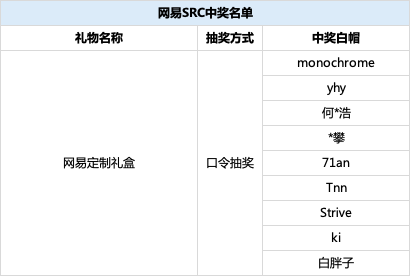 网易SRC中奖名单
礼物名称 抽奖方式 中奖白帽
网易定制礼盒 口令抽奖
monochrome
yhy
何*浩
*攀
71an
Tnn
Strive
ki
白胖子